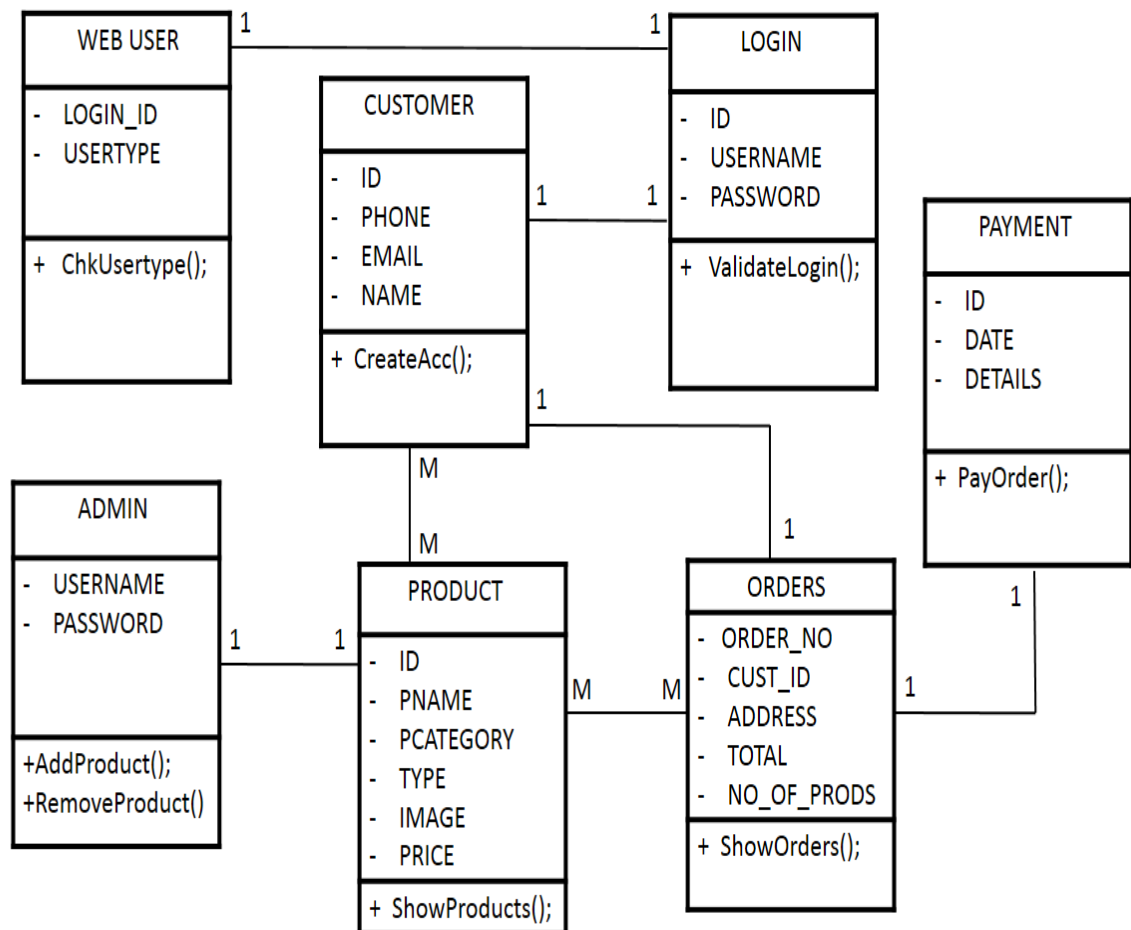 WEB USER
- LOGIN_ID
- USERTYPE
+ ChkUsertype();
1
1
LOGIN
- ID
- USERNAME
- PASSWORD
+ ValidateLogin();
CUSTOMER
- ID
- PHONE
- EMAIL
- NAME
+ CreateAcc();
1
1
1
1
M
M
PAYMENT
- ID
- DATE
- DETAILS
+ PayOrder();
1
1
ADMIN
- USERNAME
- PASSWORD
+AddProduct();
+RemoveProduct()
1
1
PRODUCT
- ID
- PNAME
- PCATEGORY
- TYPE
- IMAGE
- PRICE
+ ShowProducts();
M
M
ORDERS
- ORDER_NO
- CUST_ID
- ADDRESS
- TOTAL
- NO_OF_PRODS
+ ShowOrders();